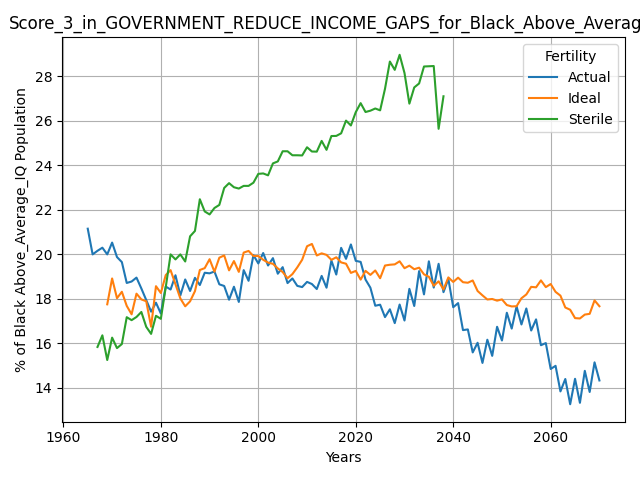 Score_3_in_GOVERNMENT_REDUCE_INCOME_GAPS_for_Black_Above_Averag
% of Black Above_Average_IQ Population
28
26
24
22
20
18
16
14
Fertility
Actual
Ideal
Sterile
1960
1980
2000
2020
2040
2060
Years